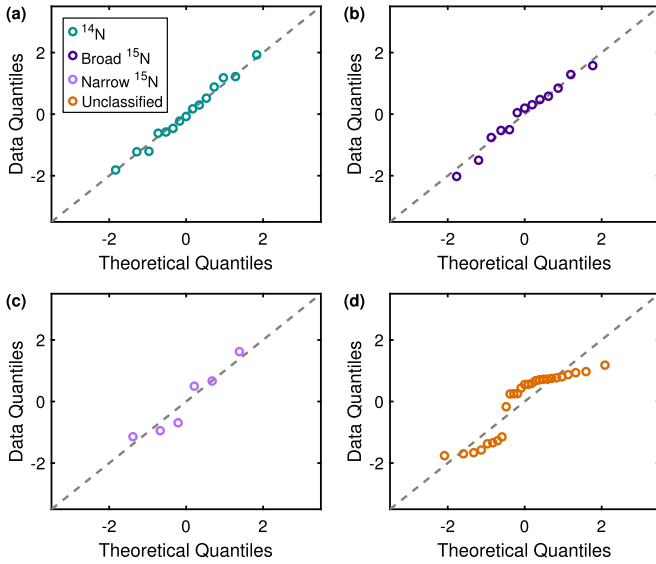 (a)
¹⁴N
Broad ¹⁵N
Narrow ¹⁵N
Unclassified
Data Quantiles
2
0
-2
-2 0 2
Theoretical Quantiles
(b)
Data Quantiles
2
0
-2
-2 0 2
Theoretical Quantiles
(c)
Data Quantiles
2
0
-2
-2 0 2
Theoretical Quantiles
(d)
Data Quantiles
2
0
-2
-2 0 2
Theoretical Quantiles